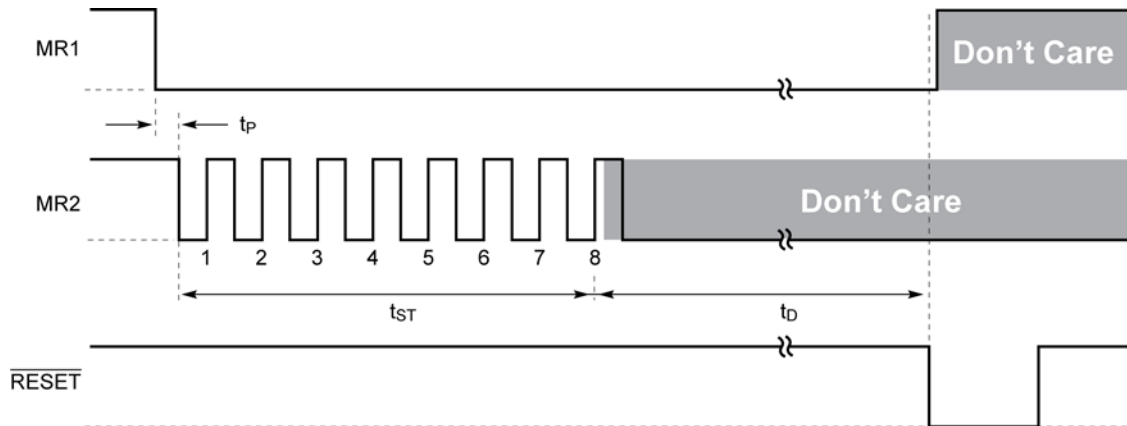 MR1
Don't Care
tP
MR2
Don't Care
1 2 3 4 5 6 7 8
tST
tD
RESET